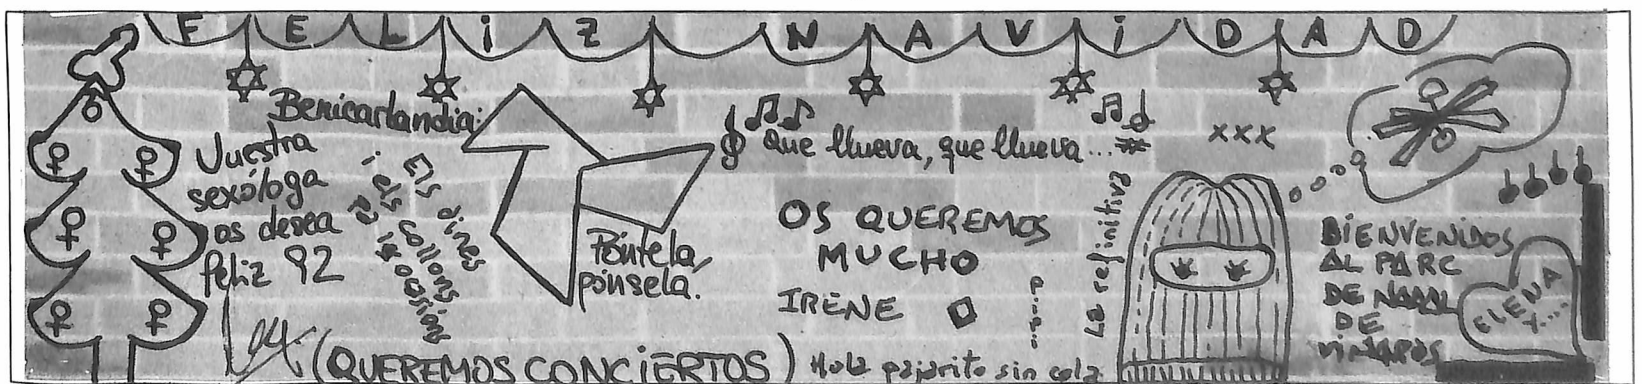 FELiZ NAViDAD
Benicarlandia:
Vuestra
sexóloga
os desea
feliz 92
Els dines
i els collons
Póntela,
pónsela.
Que llueva, que llueva...
xxx
OS QUEREMOS
MUCHO
IRENE
La refinitiva
BIENVENIDOS
AL PARC
DE NADAL
DE
VINAROS
ELENA
Y...
(QUEREMOS CONCiERTOS)
Hola pajarito sin cola